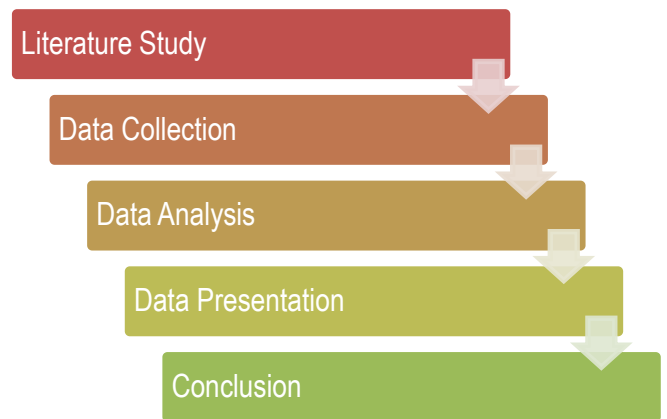 Literature Study
Data Collection
Data Analysis
Data Presentation
Conclusion